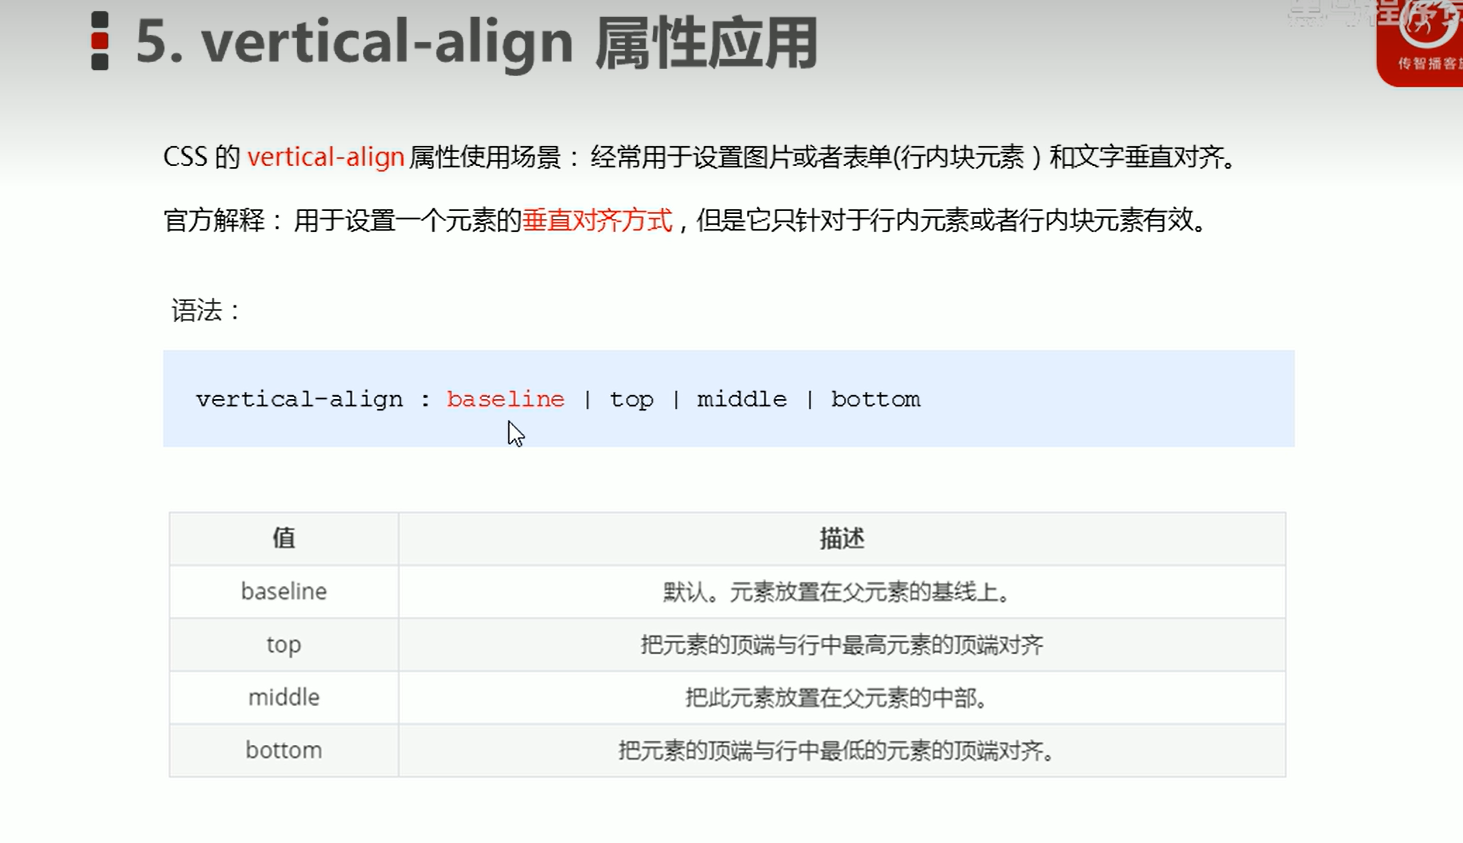 5. vertical-align 属性应用
传智播客
CSS 的 vertical-align 属性使用场景： 经常用于设置图片或者表单(行内块元素 ) 和文字垂直对齐。
官方解释： 用于设置一个元素的垂直对齐方式 , 但是它只针对于行内元素或者行内块元素有效。
语法：
vertical-align : baseline | top | middle | bottom
值 描述
baseline 默认。元素放置在父元素的基线上。
top 把元素的顶端与行中最高元素的顶端对齐
middle 把此元素放置在父元素的中部。
bottom 把元素的顶端与行中最低的元素的顶端对齐。